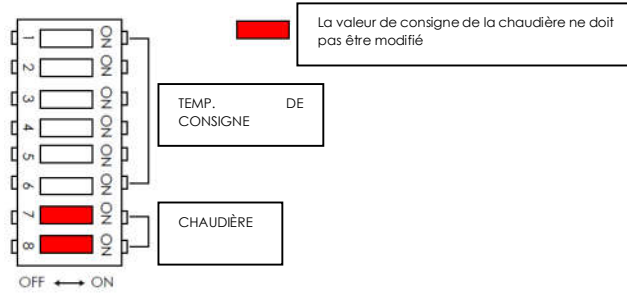 La valeur de consigne de la chaudière ne doit
pas être modifié
1 ON
2 ON
3 ON
4 ON
5 ON
6 ON
7 ON
8 ON
TEMP. DE
CONSIGNE
CHAUDIÈRE
OFF ←→ ON